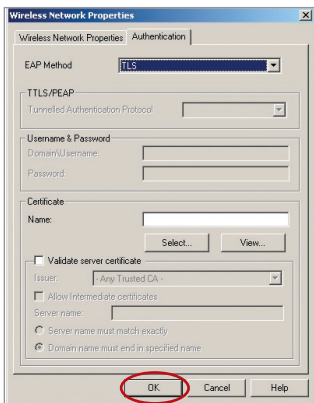 Wireless Network Properties
Wireless Network Properties Authentication
EAP Method TLS
TTLS/PEAP
Tunnelled Authentication Protocol
Username & Password
Domain\Username:
Password:
Certificate
Name:
Select... View...
Validate server certificate
Issuer: - Any Trusted CA -
Allow Intermediate certificates
Server name:
Server name must match exactly
Domain name must end in specified name
OK Cancel Help